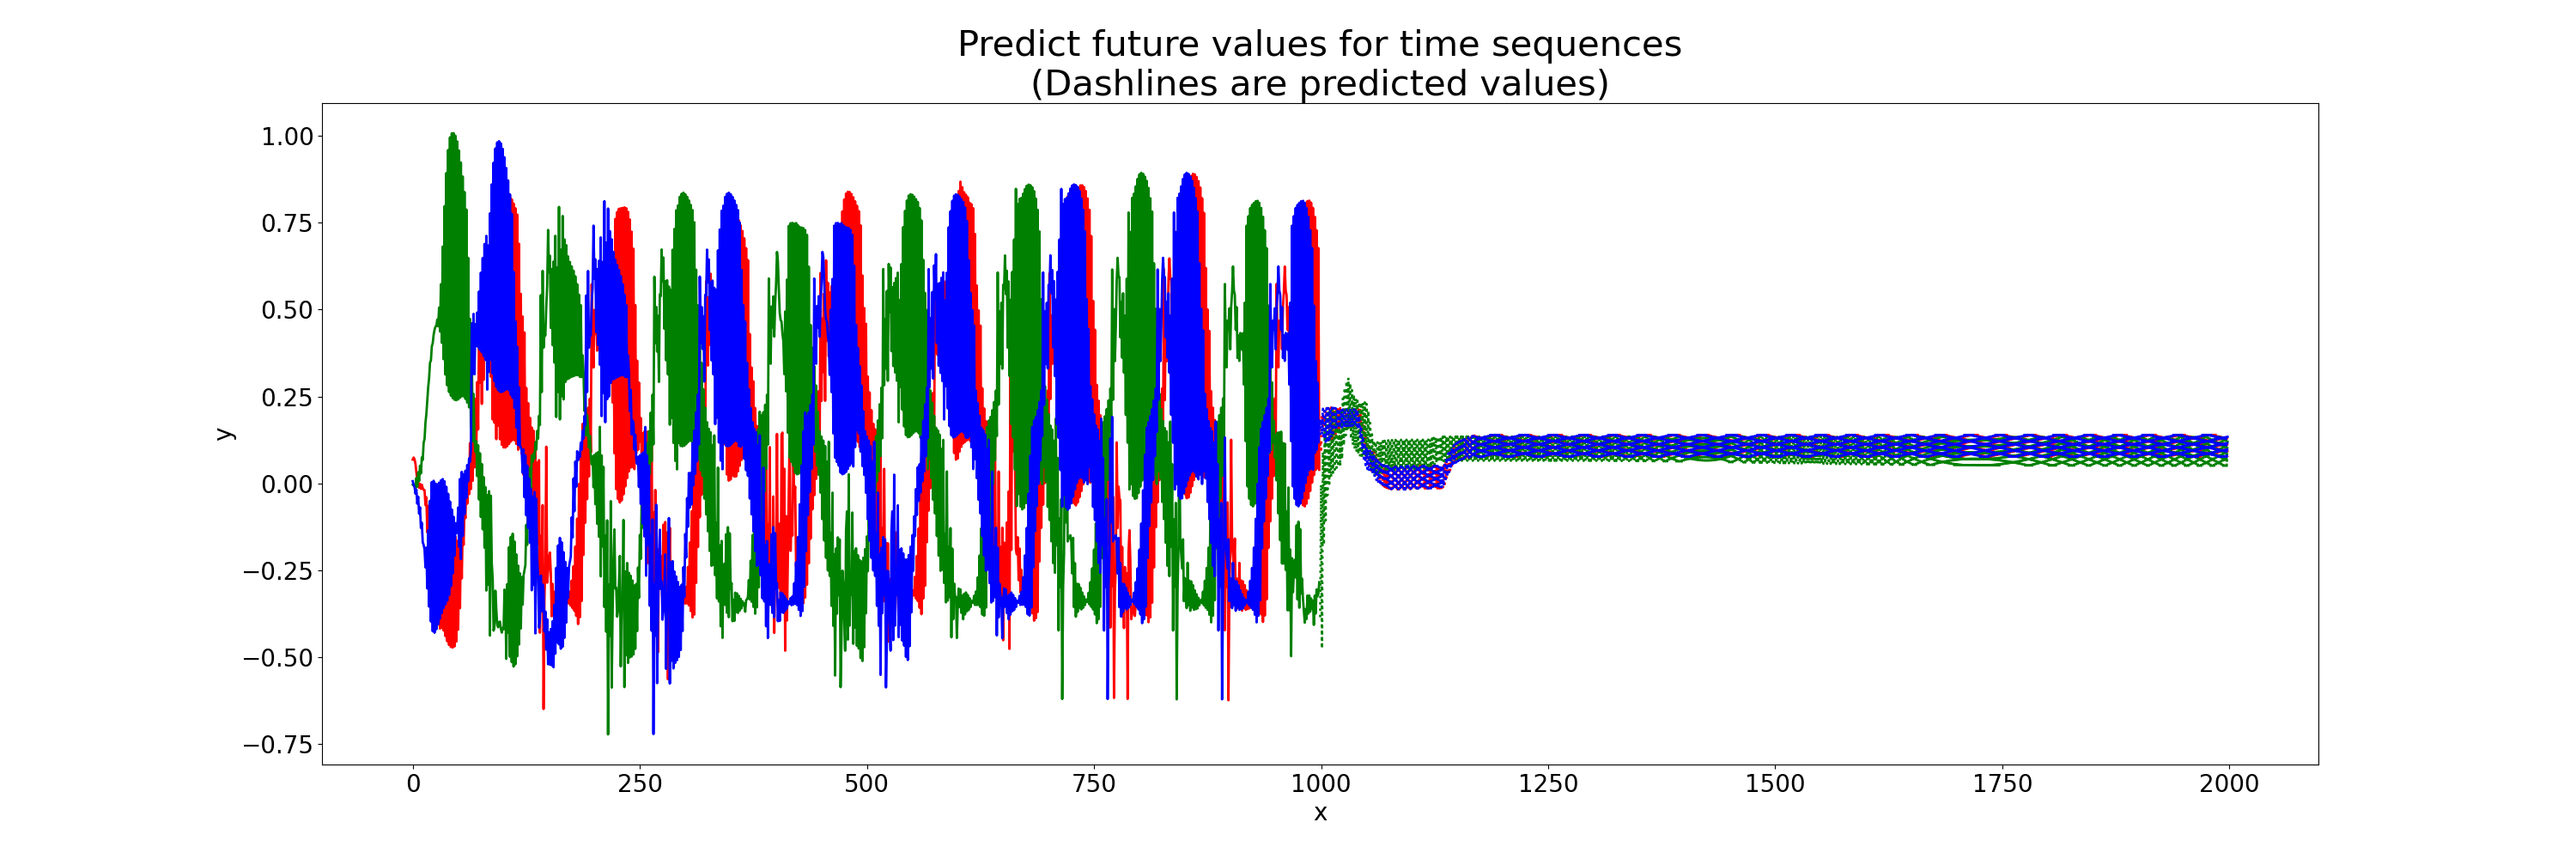 Predict future values for time sequences
(Dashlines are predicted values)
1.00
0.75
0.50
0.25
0.00
−0.25
−0.50
−0.75
y
0 250 500 750 1000 1250 1500 1750 2000
x